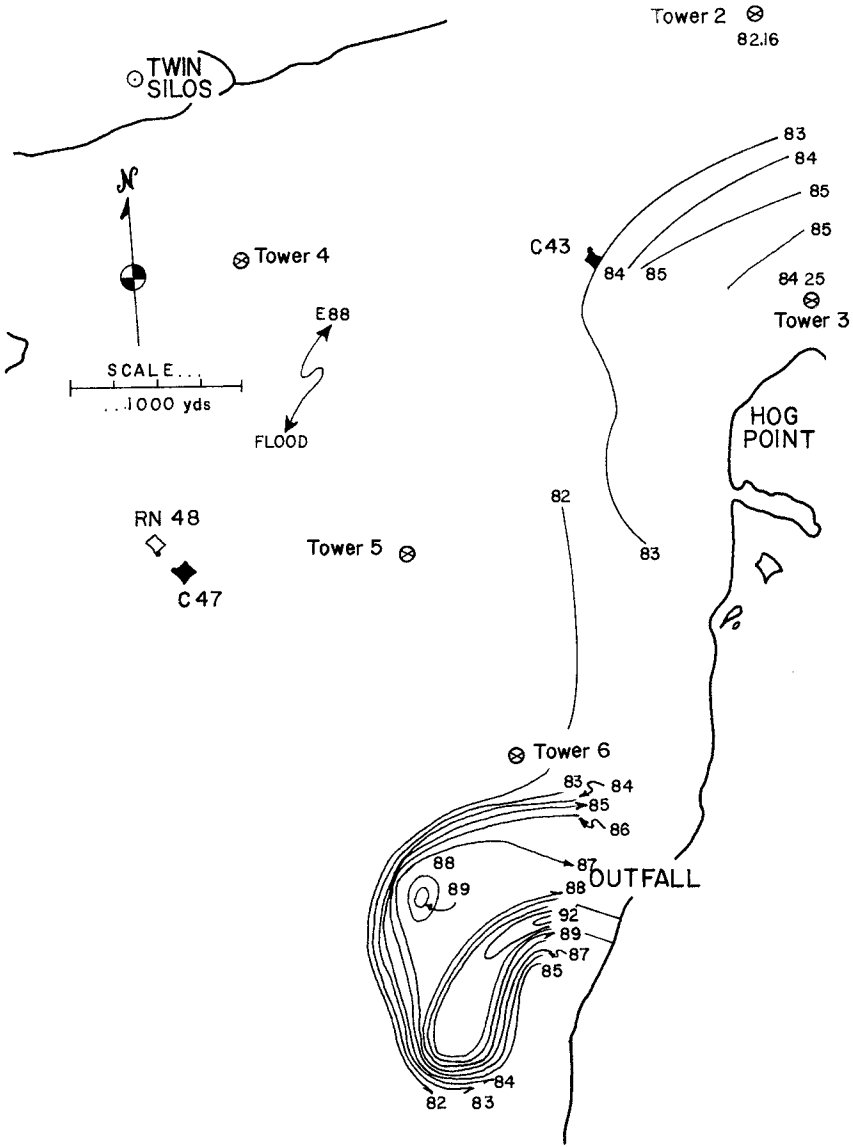 Tower 2
82.16
TWIN
SILOS
83
84
85
85
N
Tower 4
C43
84
85
84 25
Tower 3
E88
SCALE...
...1000 yds
FLOOD
HOG
POINT
82
RN 48
Tower 5
83
C47
Tower 6
83
84
85
86
88
87
OUTFALL
89
88
92
89
87
85
84
82
83